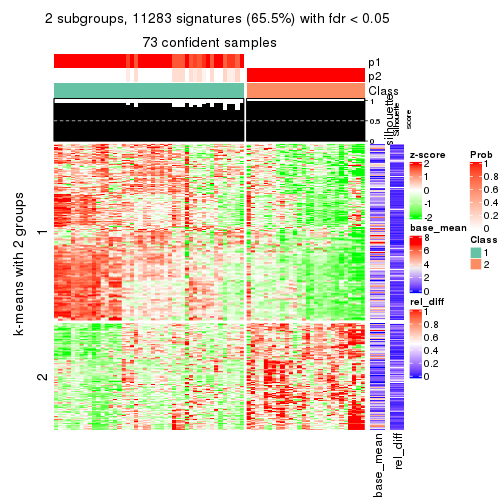 2 subgroups, 11283 signatures (65.5%) with fdr < 0.05
73 confident samples
p1
p2
Class
1
0.5
0
silhouette
Silhouette
score
k-means with 2 groups
1
2
base_mean
rel_diff
z-score
2
1
0
-1
-2
base_mean
8
6
4
2
0
rel_diff
1
0.8
0.6
0.4
0.2
0
Prob
1
0.8
0.6
0.4
0.2
0
Class
1
2